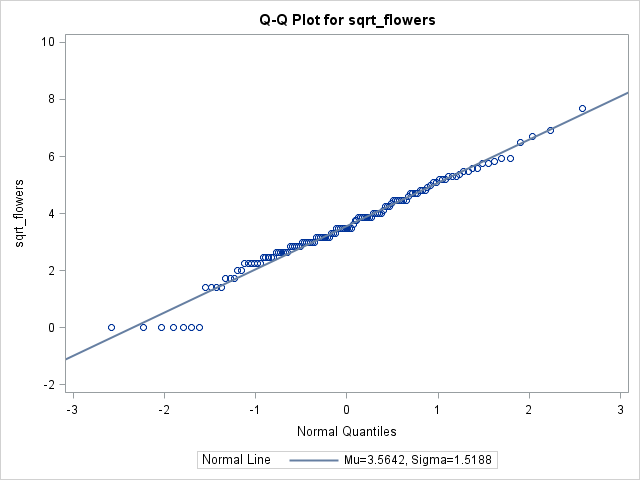 Q-Q Plot for sqrt_flowers
10
8
6
4
2
0
-2
sqrt_flowers
-3 -2 -1 0 1 2 3
Normal Quantiles
Normal Line Mu=3.5642, Sigma=1.5188